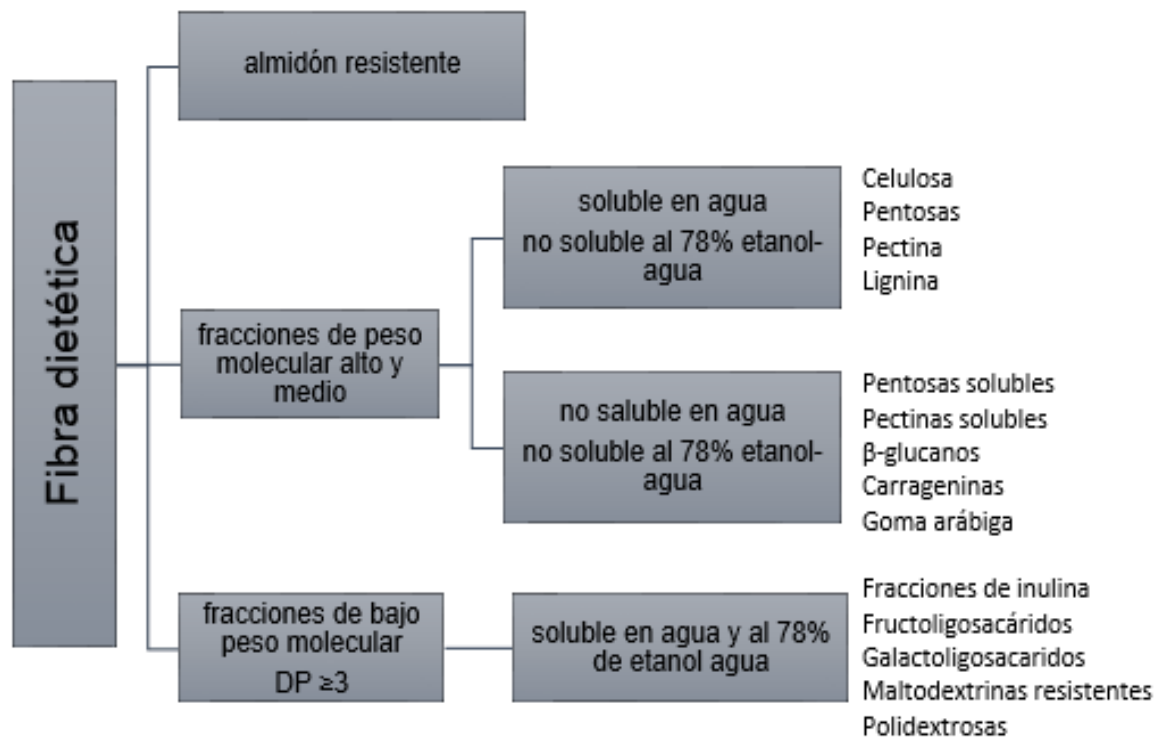 Fibra dietética
almidón resistente
fracciones de peso
molecular alto y
medio
soluble en agua
no soluble al 78% etanol-
agua
Celulosa
Pentosas
Pectina
Lignina
no saluble en agua
no soluble al 78% etanol-
agua
Pentosas solubles
Pectinas solubles
β-glucanos
Carrageninas
Goma arábiga
fracciones de bajo
peso molecular
DP ≥3
soluble en agua y al 78%
de etanol agua
Fracciones de inulina
Fructoligosacáridos
Galactoligosacaridos
Maltodextrinas resistentes
Polidextrosas